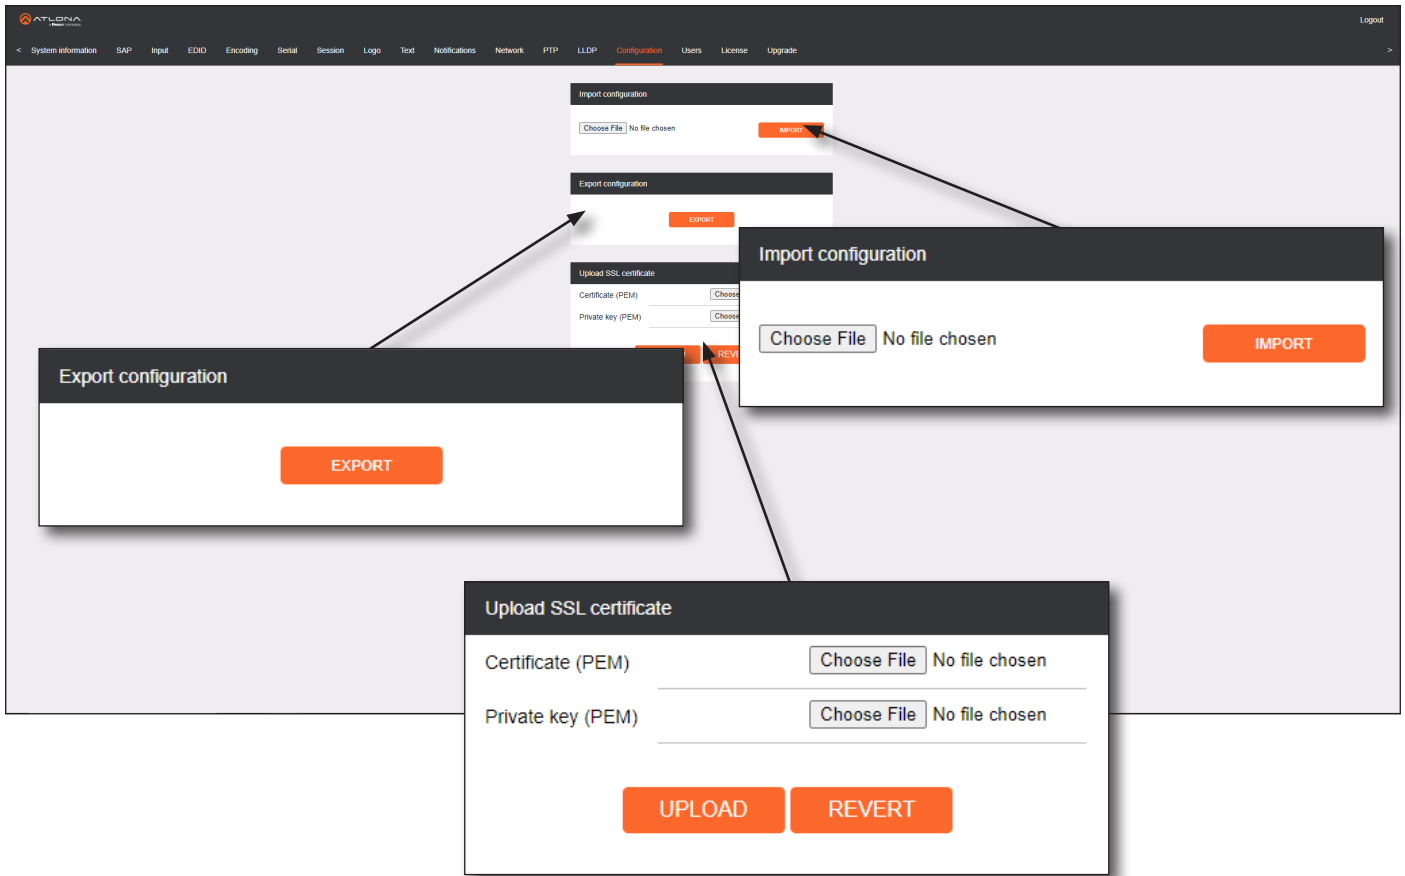 ATLONA
Logout
< System information SAP Input EDID Encoding Serial Session Logo Text Notifications Network PTP LLDP Configuration Users License Upgrade >
Import configuration
Choose File No file chosen IMPORT
Export configuration
EXPORT
Upload SSL certificate
Certificate (PEM) Choose
Private key (PEM) Choose
Import configuration
Choose File No file chosen IMPORT
Export configuration
EXPORT
Upload SSL certificate
Certificate (PEM) Choose File No file chosen
Private key (PEM) Choose File No file chosen
UPLOAD REVERT